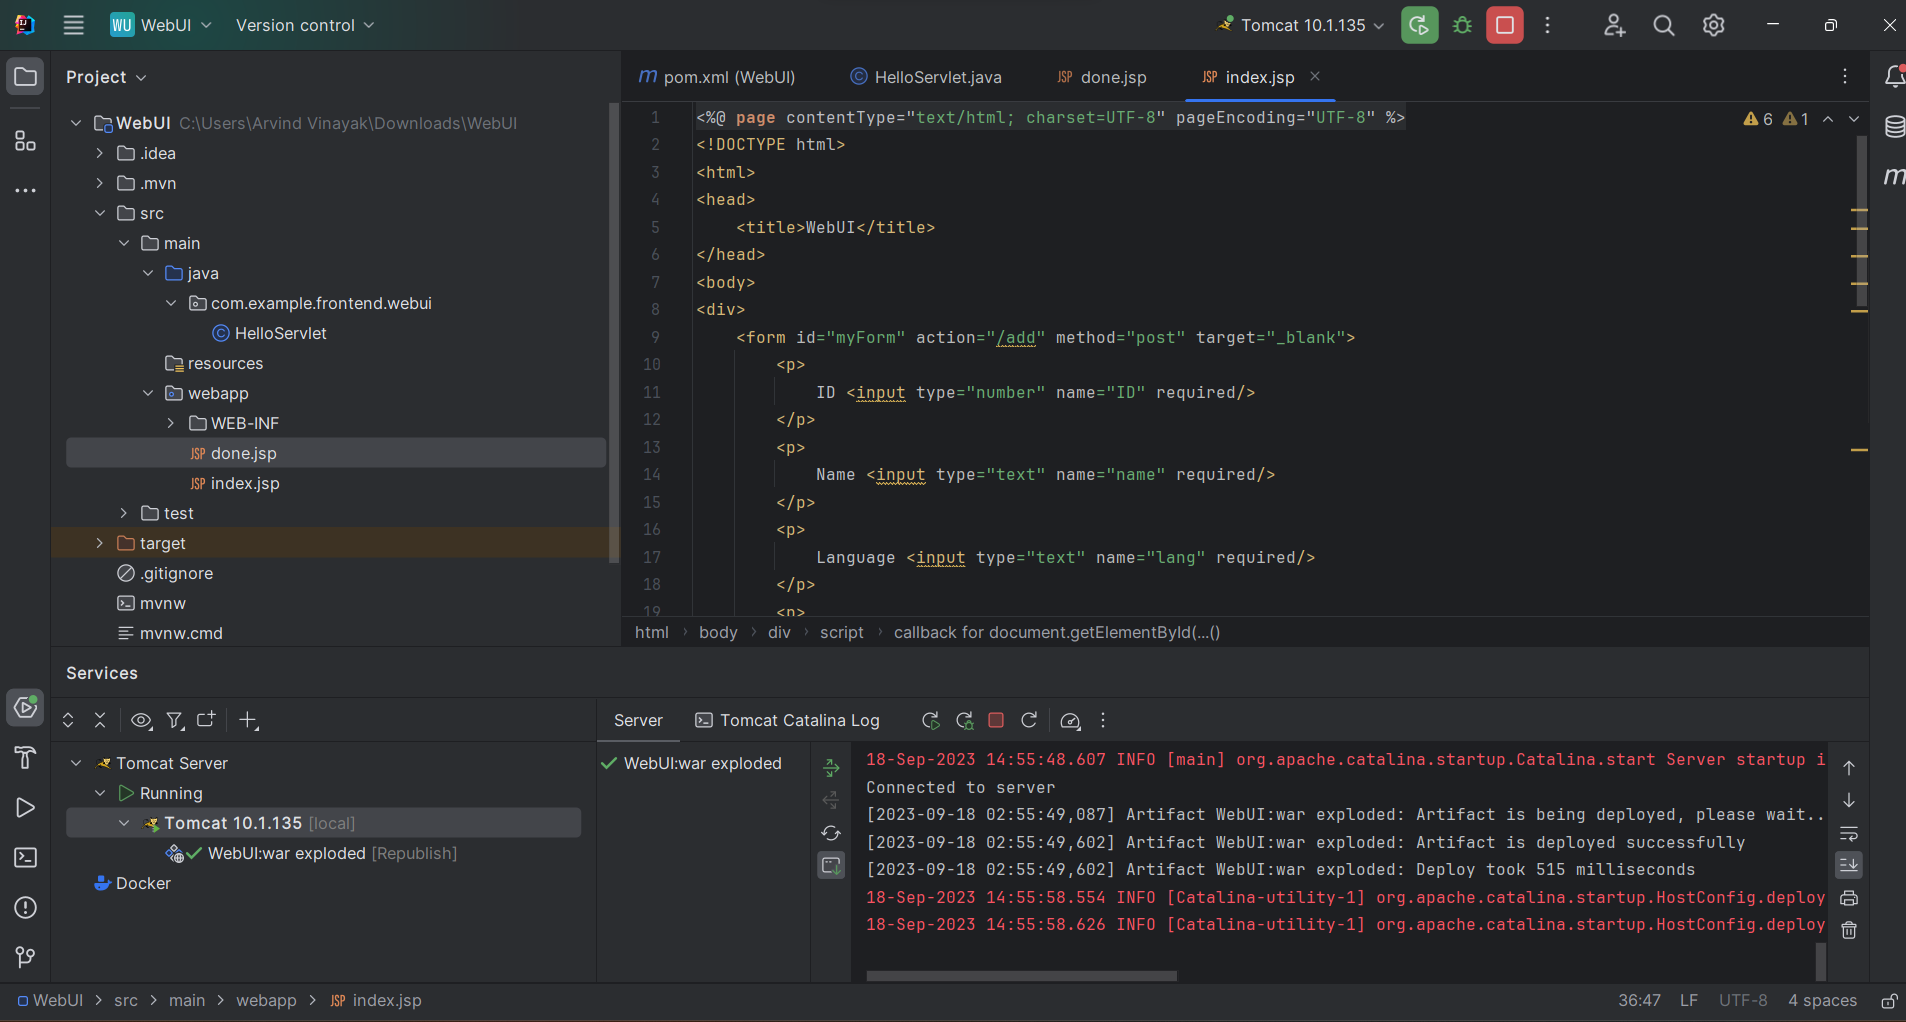 WU WebUI Version control Tomcat 10.1.135
Project
WebUI C:\Users\Arvind Vinayak\Downloads\WebUI
.idea
.mvn
src
main
java
com.example.frontend.webui
HelloServlet
resources
webapp
WEB-INF
JSP done.jsp
JSP index.jsp
test
target
.gitignore
mvnw
mvnw.cmd
m pom.xml (WebUI) C HelloServlet.java JSP done.jsp JSP index.jsp
6 1
1 <%@ page contentType="text/html; charset=UTF-8" pageEncoding="UTF-8" %>
2 <!DOCTYPE html>
3 <html>
4 <head>
5 <title>WebUI</title>
6 </head>
7 <body>
8 <div>
9 <form id="myForm" action="/add" method="post" target="_blank">
10 <p>
11 ID <input type="number" name="ID" required/>
12 </p>
13 <p>
14 Name <input type="text" name="name" required/>
15 </p>
16 <p>
17 Language <input type="text" name="lang" required/>
18 </p>
19 <p>
html body div script callback for document.getElementById(...()
m
Services
Tomcat Server
Running
Tomcat 10.1.135 [local]
WebUI:war exploded [Republish]
Docker
Server Tomcat Catalina Log
WebUI:war exploded
18-Sep-2023 14:55:48.607 INFO [main] org.apache.catalina.startup.Catalina.start Server startup i
Connected to server
[2023-09-18 02:55:49,087] Artifact WebUI:war exploded: Artifact is being deployed, please wait..
[2023-09-18 02:55:49,602] Artifact WebUI:war exploded: Artifact is deployed successfully
[2023-09-18 02:55:49,602] Artifact WebUI:war exploded: Deploy took 515 milliseconds
18-Sep-2023 14:55:58.554 INFO [Catalina-utility-1] org.apache.catalina.startup.HostConfig.deploy
18-Sep-2023 14:55:58.626 INFO [Catalina-utility-1] org.apache.catalina.startup.HostConfig.deploy
WebUI > src > main > webapp > JSP index.jsp 36:47 LF UTF-8 4 spaces